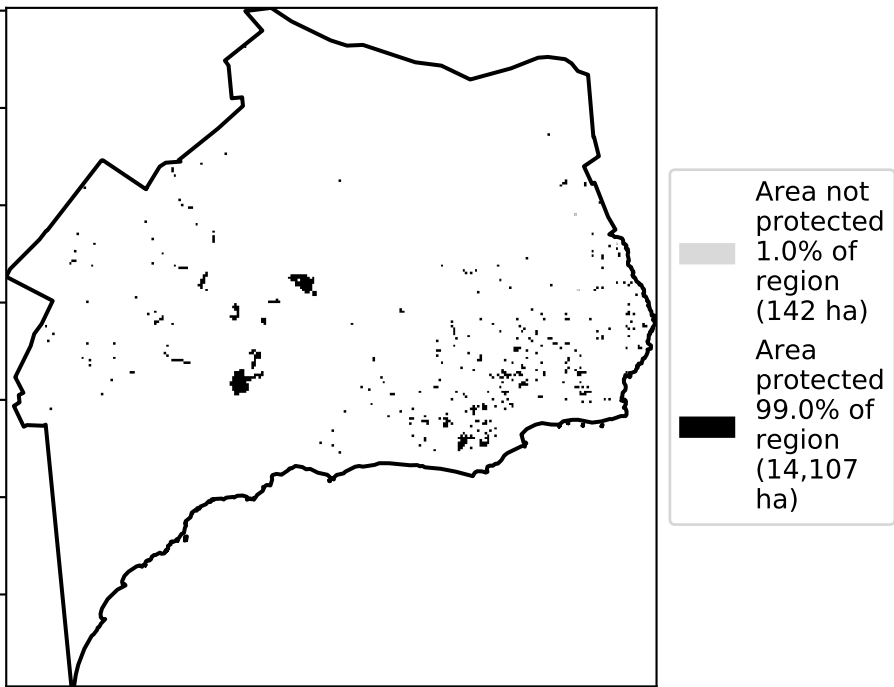 Area not
protected
1.0% of
region
(142 ha)
Area
protected
99.0% of
region
(14,107
ha)